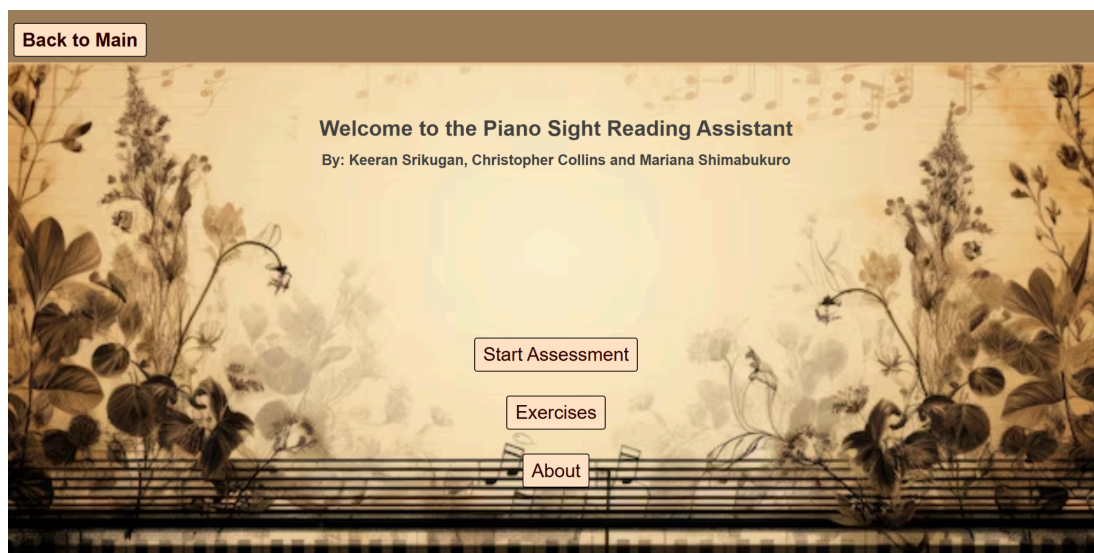 Back to Main
Welcome to the Piano Sight Reading Assistant
By: Keeran Srikugan, Christopher Collins and Mariana Shimabukuro
Start Assessment
Exercises
About